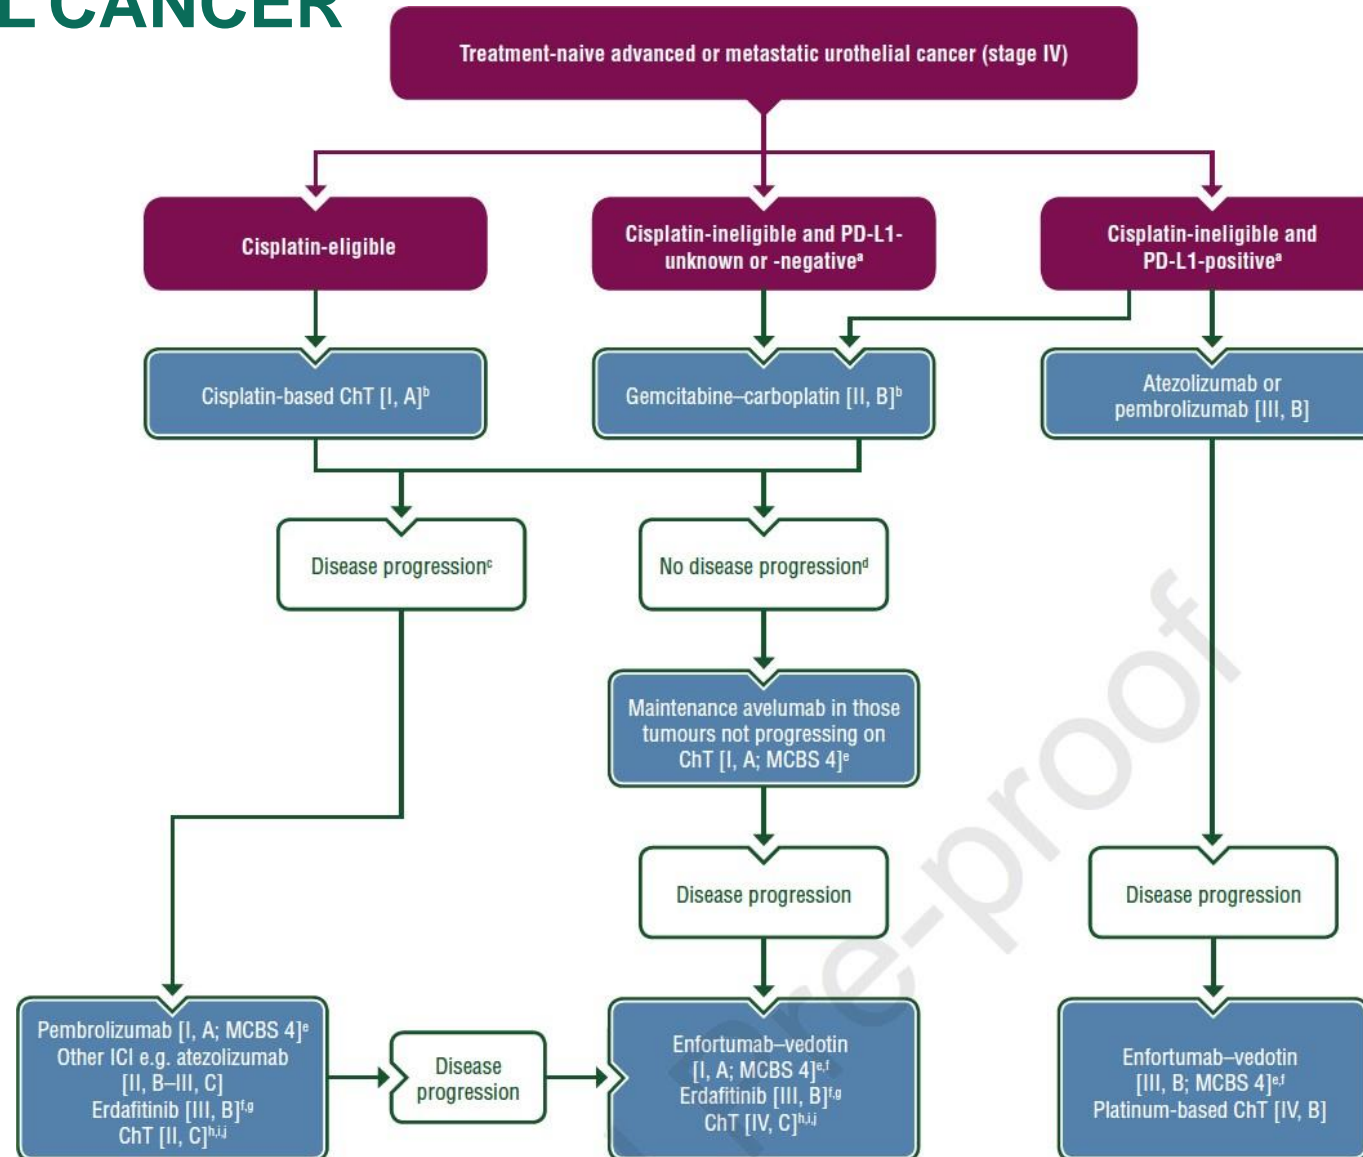 L CANCER
Treatment-naive advanced or metastatic urothelial cancer (stage IV)
Cisplatin-eligible
Cisplatin-ineligible and PD-L1-
unknown or -negativeᵃ
Cisplatin-ineligible and
PD-L1-positiveᵃ
Cisplatin-based ChT [I, A]ᵇ
Gemcitabine–carboplatin [II, B]ᵇ
Atezolizumab or
pembrolizumab [III, B]
Disease progressionᶜ
No disease progressionᵈ
Maintenance avelumab in those
tumours not progressing on
ChT [I, A; MCBS 4]ᵉ
Disease progression
Disease progression
Pembrolizumab [I, A; MCBS 4]ᵉ
Other ICI e.g. atezolizumab
[II, B–III, C]
Erdafitinib [III, B]ᶠ,ᵍ
ChT [II, C]ʰ,ⁱ,ʲ
Disease
progression
Enfortumab–vedotin
[I, A; MCBS 4]ᵉ,ᶠ
Erdafitinib [III, B]ᶠ,ᵍ
ChT [IV, C]ʰ,ⁱ,ʲ
Enfortumab–vedotin
[III, B; MCBS 4]ᵉ,ᶠ
Platinum-based ChT [IV, B]
pre-proof